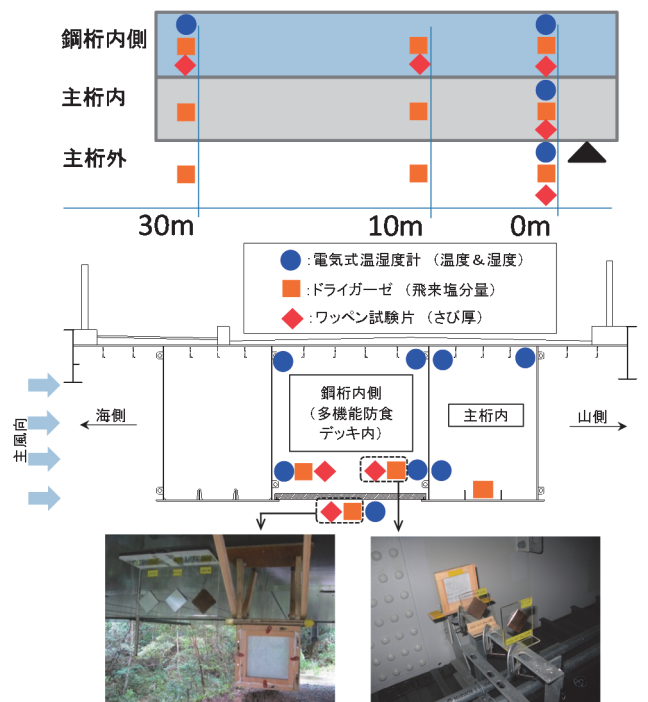 鋼桁内側
主桁内
主桁外
30m
10m
0m
:電気式温湿度計 (温度&湿度)
:ドライガーゼ (飛来塩分量)
:ワッペン試験片 (さび厚)
鋼桁内側
(多機能防食
デッキ内)
主桁内
海側
山側
主風向